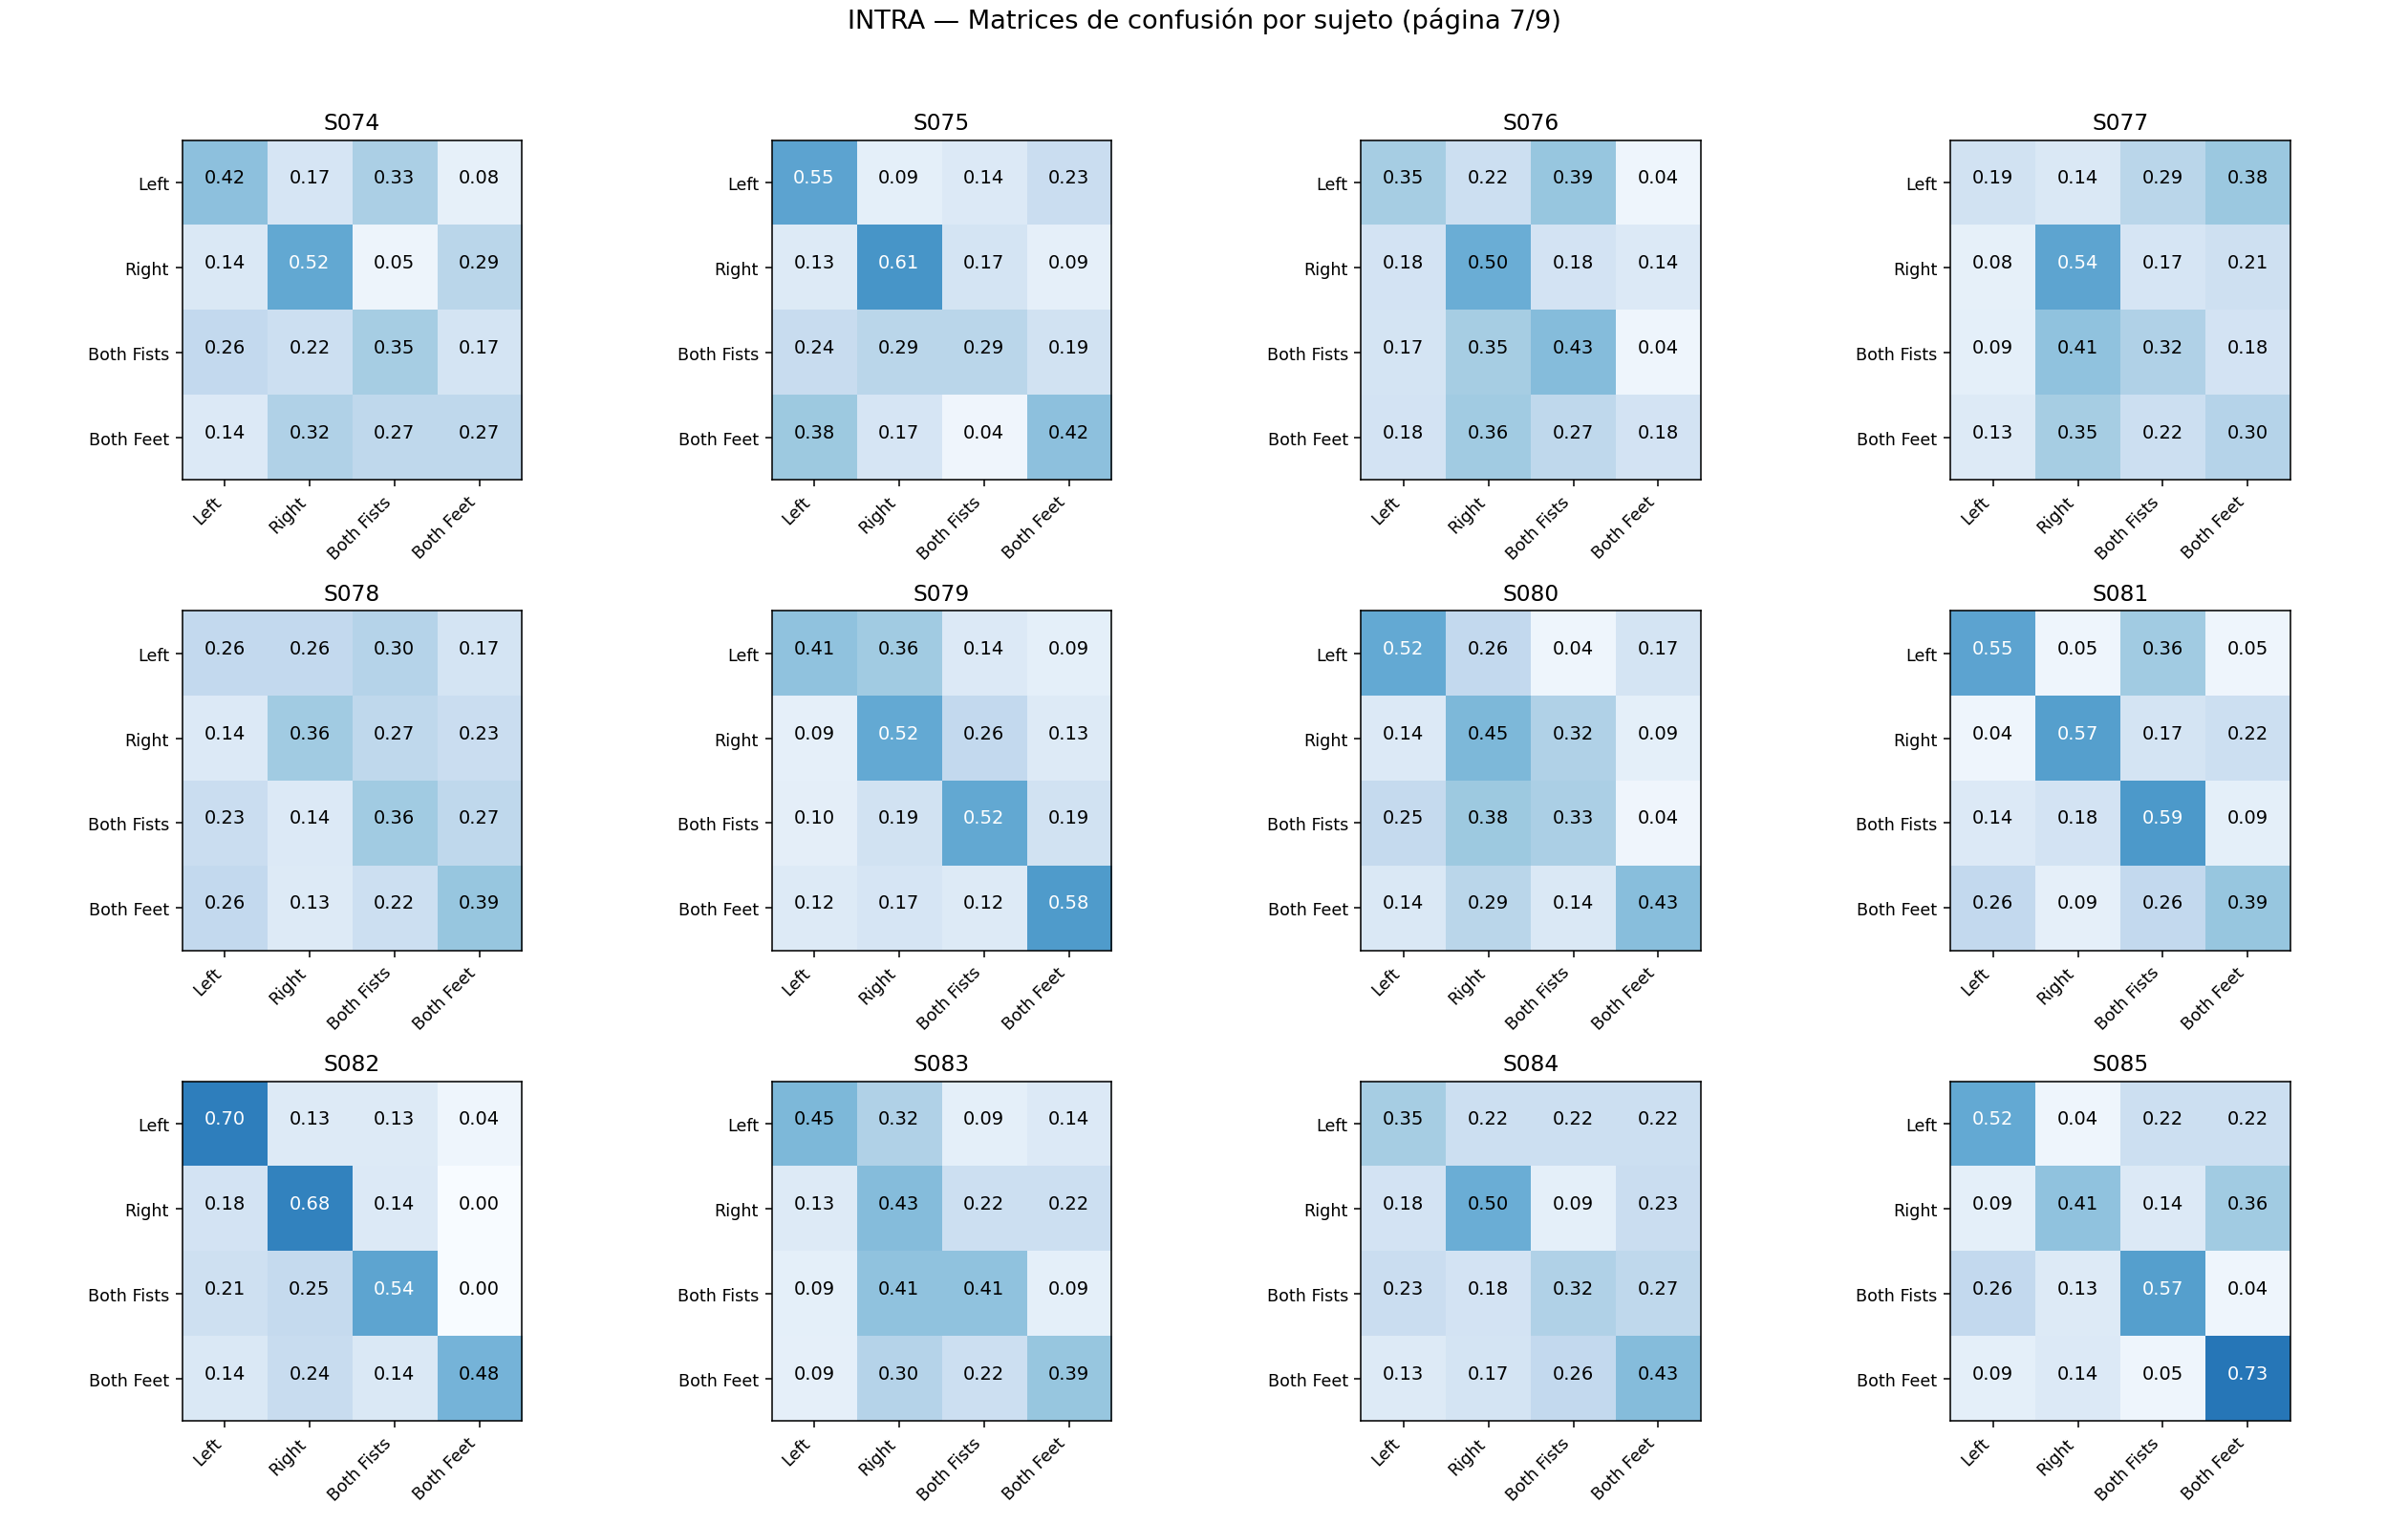 INTRA — Matrices de confusión por sujeto (página 7/9)
S074
Left 0.42 0.17 0.33 0.08
Right 0.14 0.52 0.05 0.29
Both Fists 0.26 0.22 0.35 0.17
Both Feet 0.14 0.32 0.27 0.27
Left Right Both Fists Both Feet
S075
Left 0.55 0.09 0.14 0.23
Right 0.13 0.61 0.17 0.09
Both Fists 0.24 0.29 0.29 0.19
Both Feet 0.38 0.17 0.04 0.42
Left Right Both Fists Both Feet
S076
Left 0.35 0.22 0.39 0.04
Right 0.18 0.50 0.18 0.14
Both Fists 0.17 0.35 0.43 0.04
Both Feet 0.18 0.36 0.27 0.18
Left Right Both Fists Both Feet
S077
Left 0.19 0.14 0.29 0.38
Right 0.08 0.54 0.17 0.21
Both Fists 0.09 0.41 0.32 0.18
Both Feet 0.13 0.35 0.22 0.30
Left Right Both Fists Both Feet
S078
Left 0.26 0.26 0.30 0.17
Right 0.14 0.36 0.27 0.23
Both Fists 0.23 0.14 0.36 0.27
Both Feet 0.26 0.13 0.22 0.39
Left Right Both Fists Both Feet
S079
Left 0.41 0.36 0.14 0.09
Right 0.09 0.52 0.26 0.13
Both Fists 0.10 0.19 0.52 0.19
Both Feet 0.12 0.17 0.12 0.58
Left Right Both Fists Both Feet
S080
Left 0.52 0.26 0.04 0.17
Right 0.14 0.45 0.32 0.09
Both Fists 0.25 0.38 0.33 0.04
Both Feet 0.14 0.29 0.14 0.43
Left Right Both Fists Both Feet
S081
Left 0.55 0.05 0.36 0.05
Right 0.04 0.57 0.17 0.22
Both Fists 0.14 0.18 0.59 0.09
Both Feet 0.26 0.09 0.26 0.39
Left Right Both Fists Both Feet
S082
Left 0.70 0.13 0.13 0.04
Right 0.18 0.68 0.14 0.00
Both Fists 0.21 0.25 0.54 0.00
Both Feet 0.14 0.24 0.14 0.48
Left Right Both Fists Both Feet
S083
Left 0.45 0.32 0.09 0.14
Right 0.13 0.43 0.22 0.22
Both Fists 0.09 0.41 0.41 0.09
Both Feet 0.09 0.30 0.22 0.39
Left Right Both Fists Both Feet
S084
Left 0.35 0.22 0.22 0.22
Right 0.18 0.50 0.09 0.23
Both Fists 0.23 0.18 0.32 0.27
Both Feet 0.13 0.17 0.26 0.43
Left Right Both Fists Both Feet
S085
Left 0.52 0.04 0.22 0.22
Right 0.09 0.41 0.14 0.36
Both Fists 0.26 0.13 0.57 0.04
Both Feet 0.09 0.14 0.05 0.73
Left Right Both Fists Both Feet